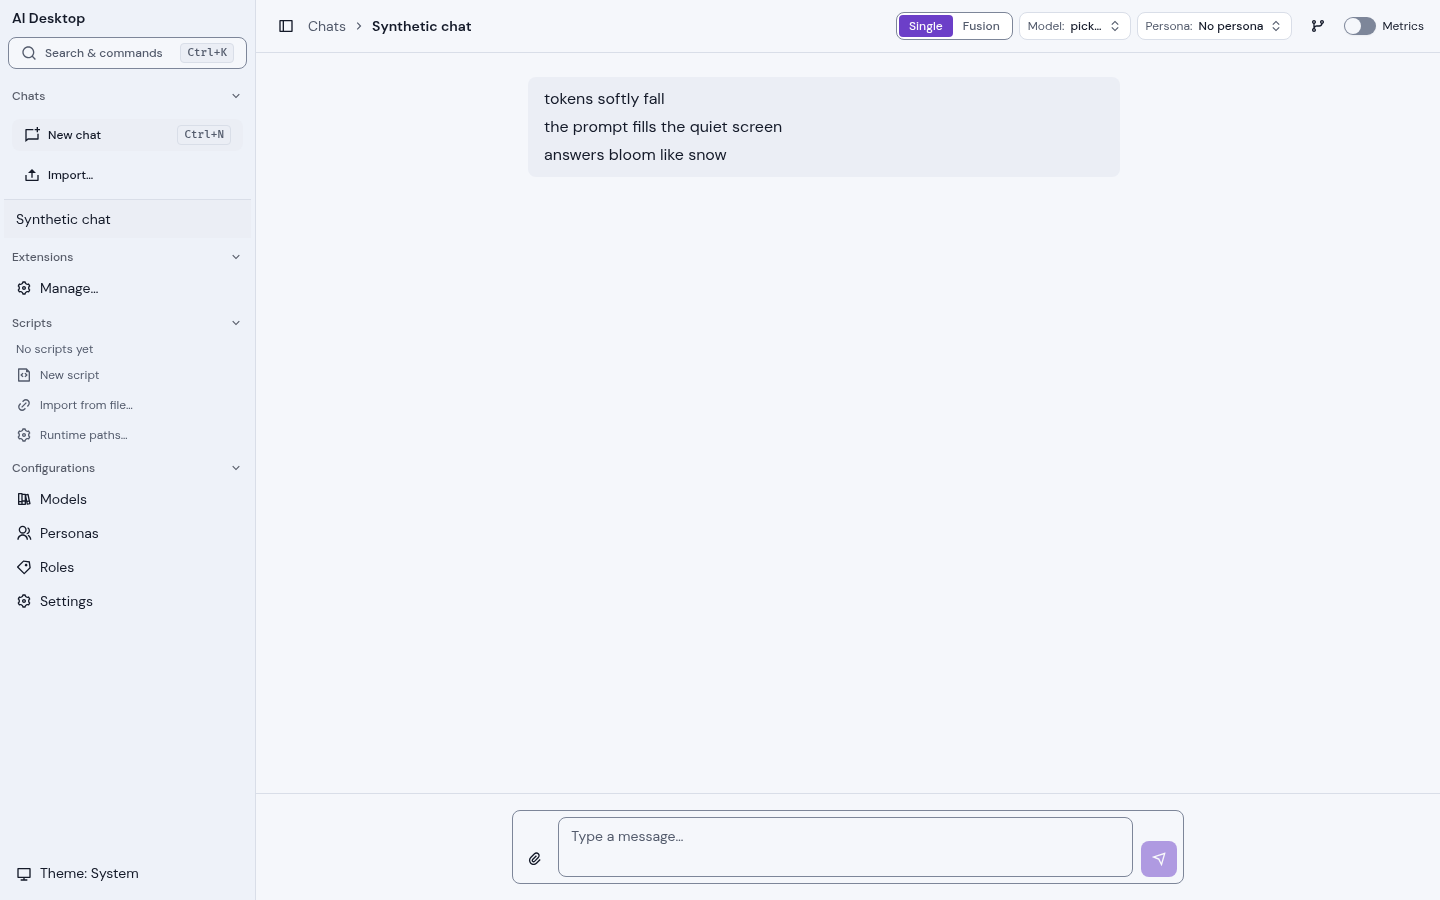 AI Desktop
Search & commands Ctrl+K
Chats
New chat Ctrl+N
Import...
Synthetic chat
Extensions
Manage...
Scripts
No scripts yet
New script
Import from file...
Runtime paths...
Configurations
Models
Personas
Roles
Settings
Theme: System
Chats > Synthetic chat
Single Fusion Model: pick... Persona: No persona Metrics
tokens softly fall
the prompt fills the quiet screen
answers bloom like snow
Type a message...